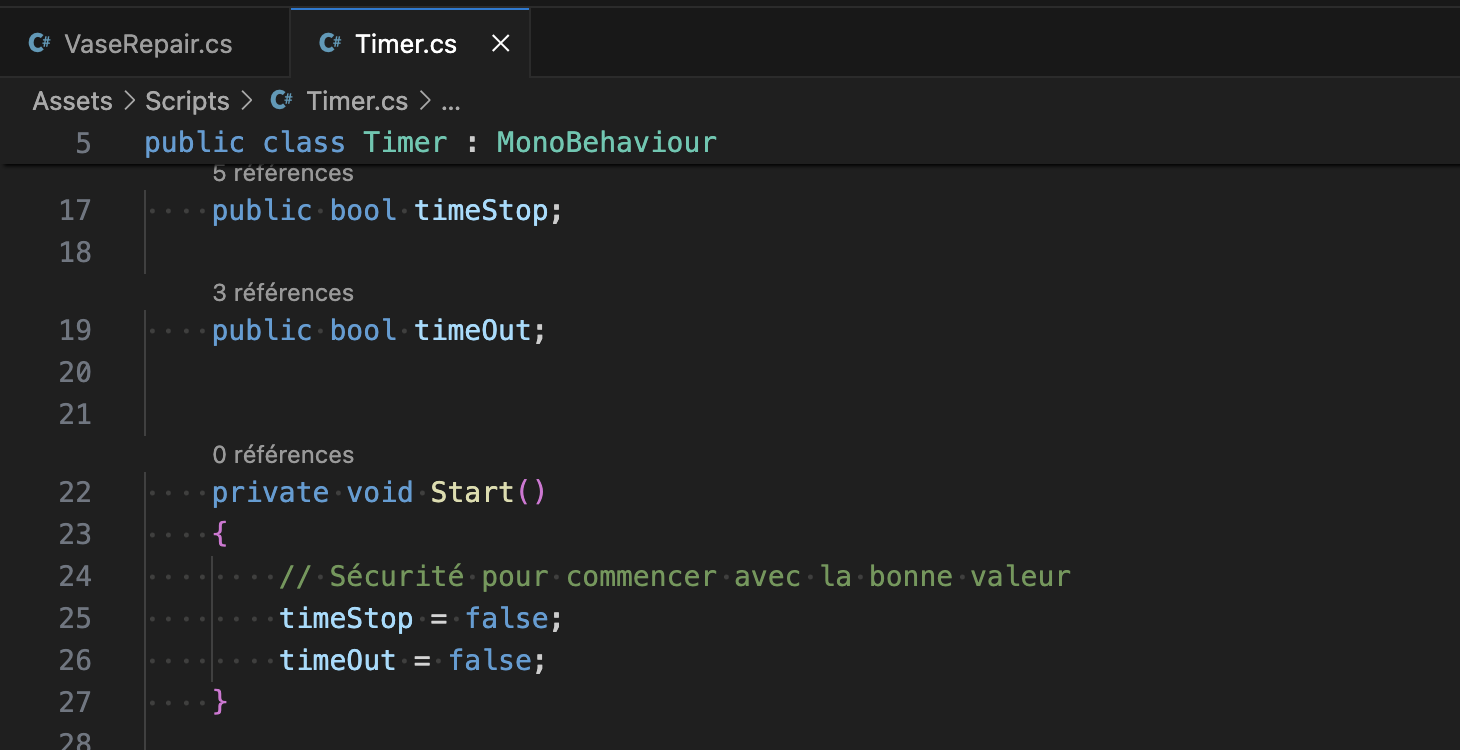 VaseRepair.cs
Timer.cs
Assets > Scripts > Timer.cs > ...
5 public class Timer : MonoBehaviour
5 références
17 public bool timeStop;
18
3 références
19 public bool timeOut;
20
21
0 références
22 private void Start()
23 {
24 // Sécurité pour commencer avec la bonne valeur
25 timeStop = false;
26 timeOut = false;
27 }
28